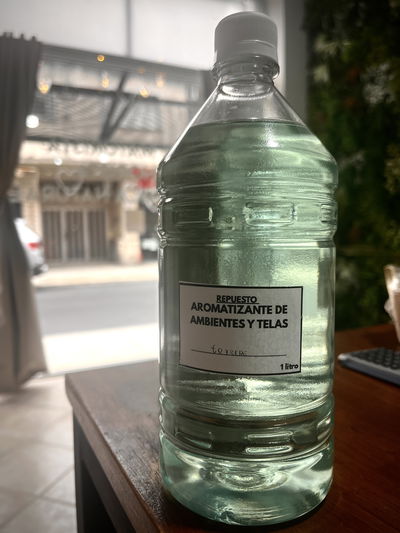 REPUESTO
AROMATIZANTE DE
AMBIENTES Y TELAS
1 litro